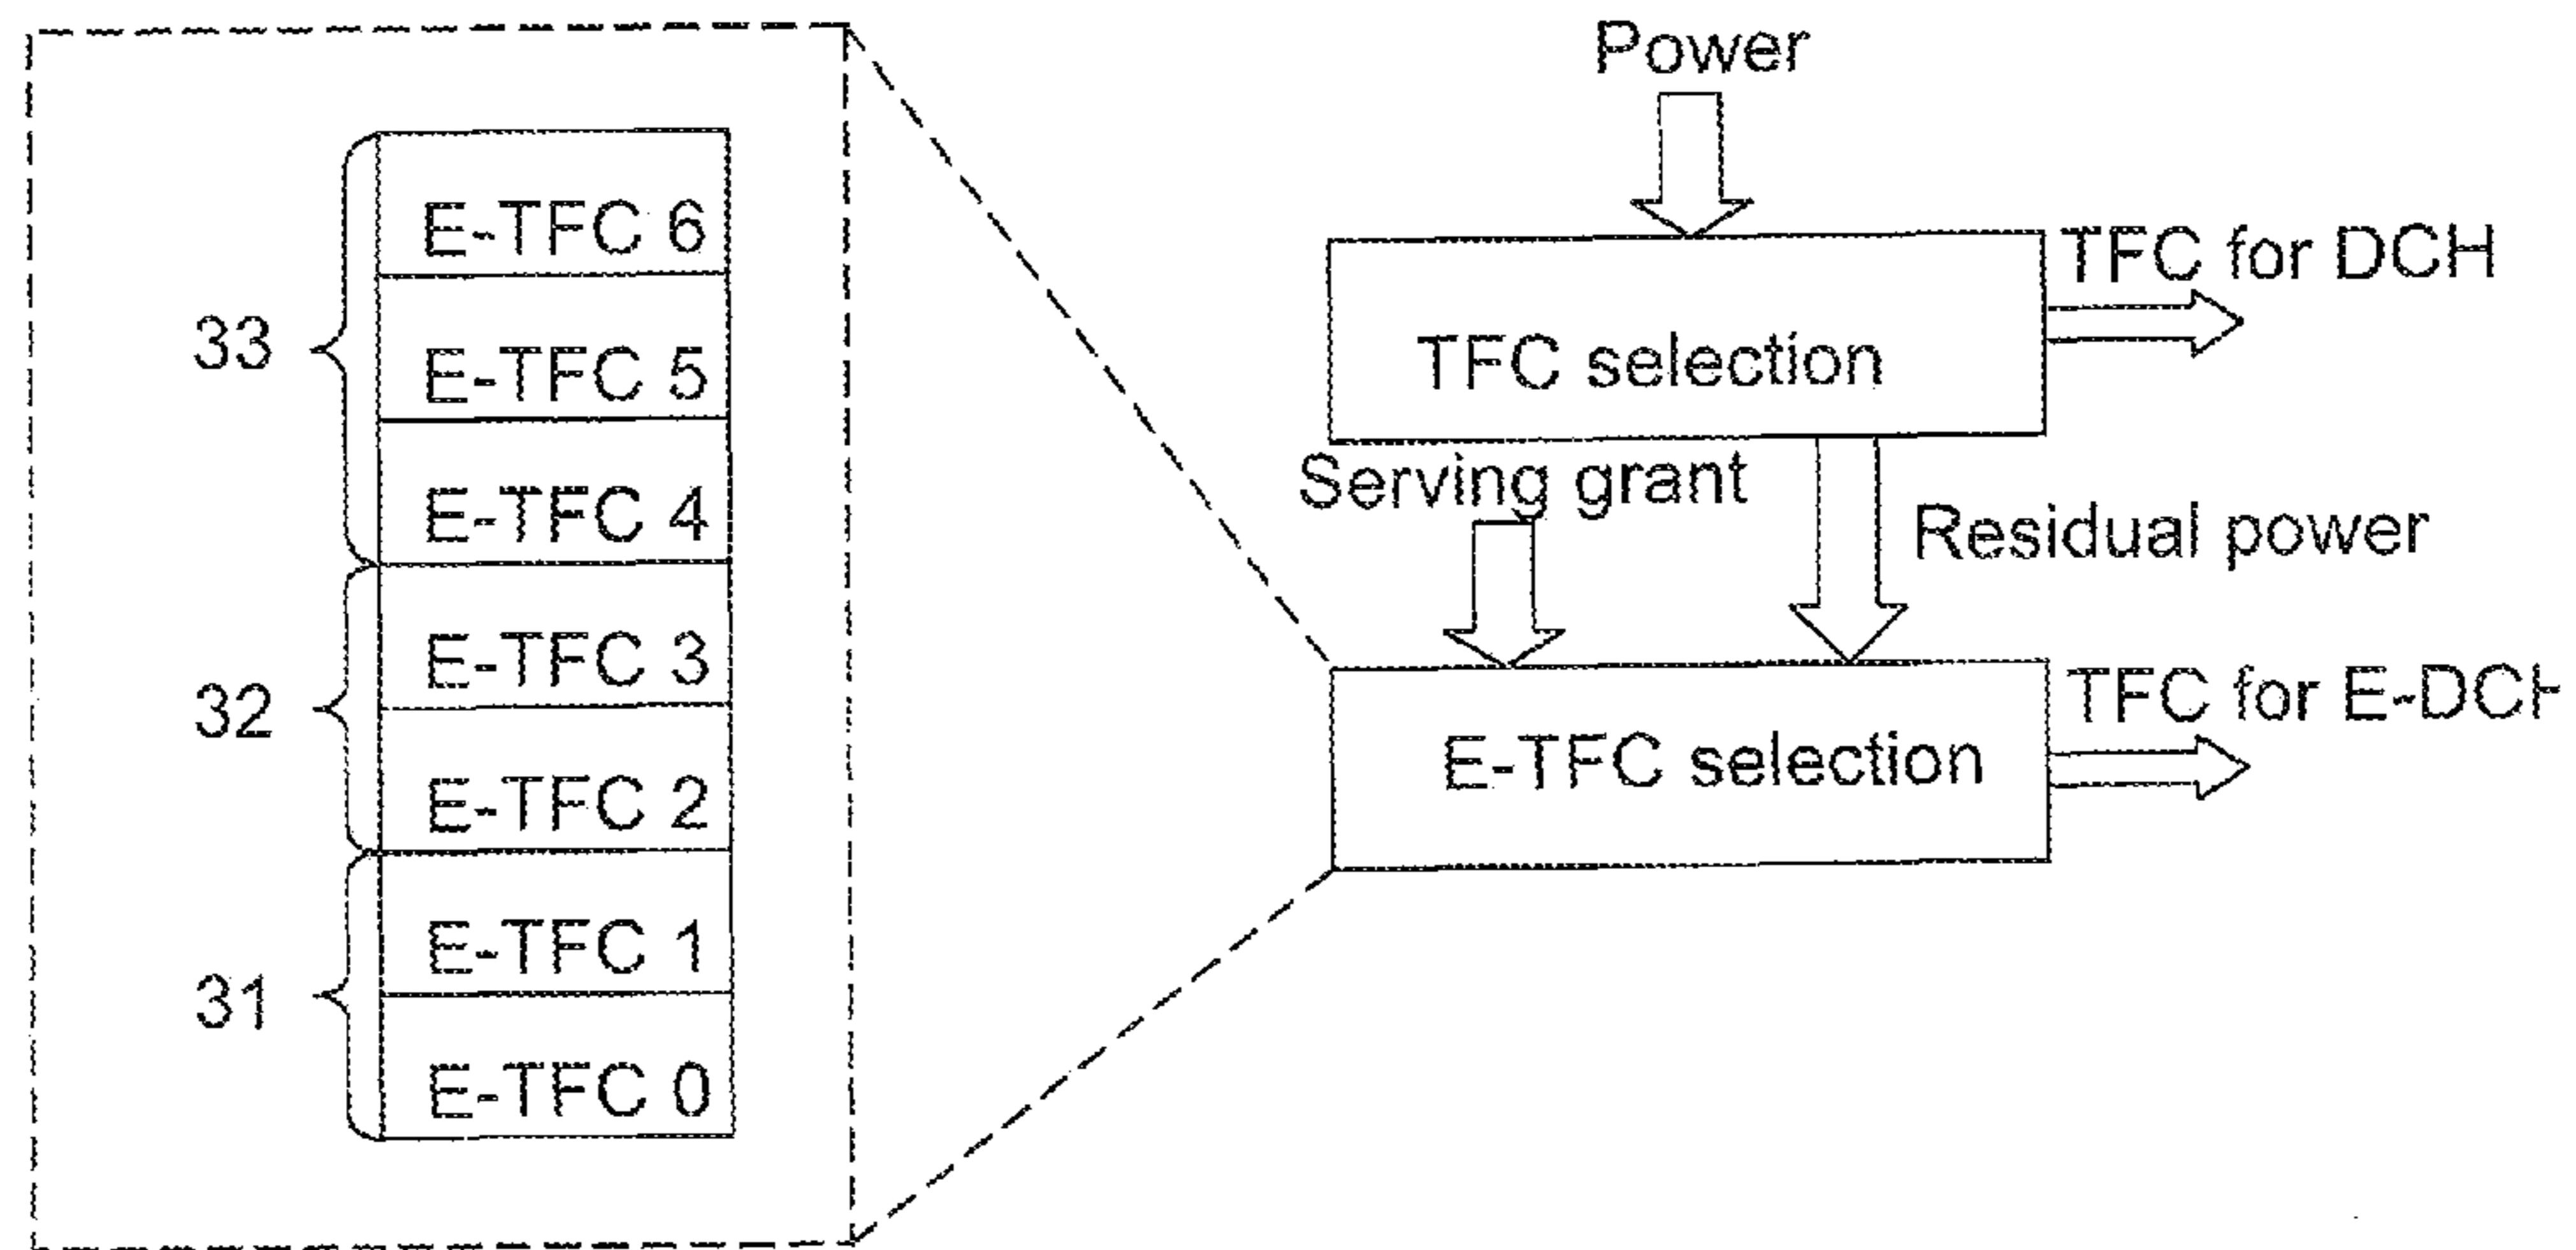 E-TFC 6
E-TFC 5
E-TFC 4
E-TFC 3
E-TFC 2
E-TFC 1
E-TFC 0
33
32
31
Power
TFC selection
TFC for DCH
Serving grant
Residual power
E-TFC selection
TFC for E-DCH